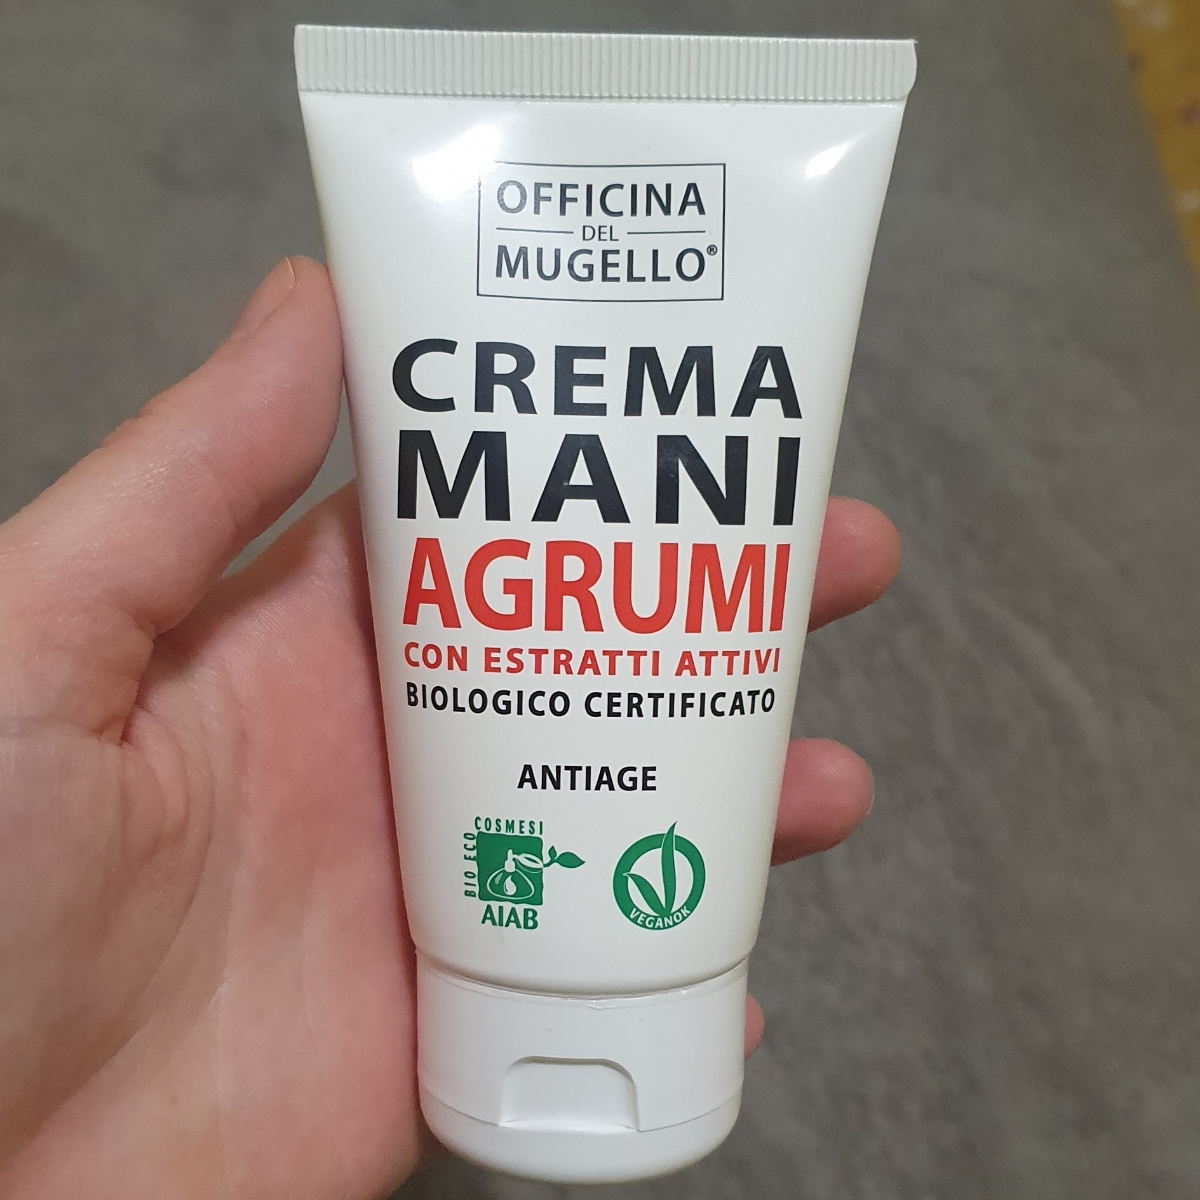 OFFICINA
DEL
MUGELLO®
CREMA
MANI
AGRUMI
CON ESTRATTI ATTIVI
BIOLOGICO CERTIFICATO
ANTIAGE
BIO ECO COSMESI
AIAB
VEGANOK